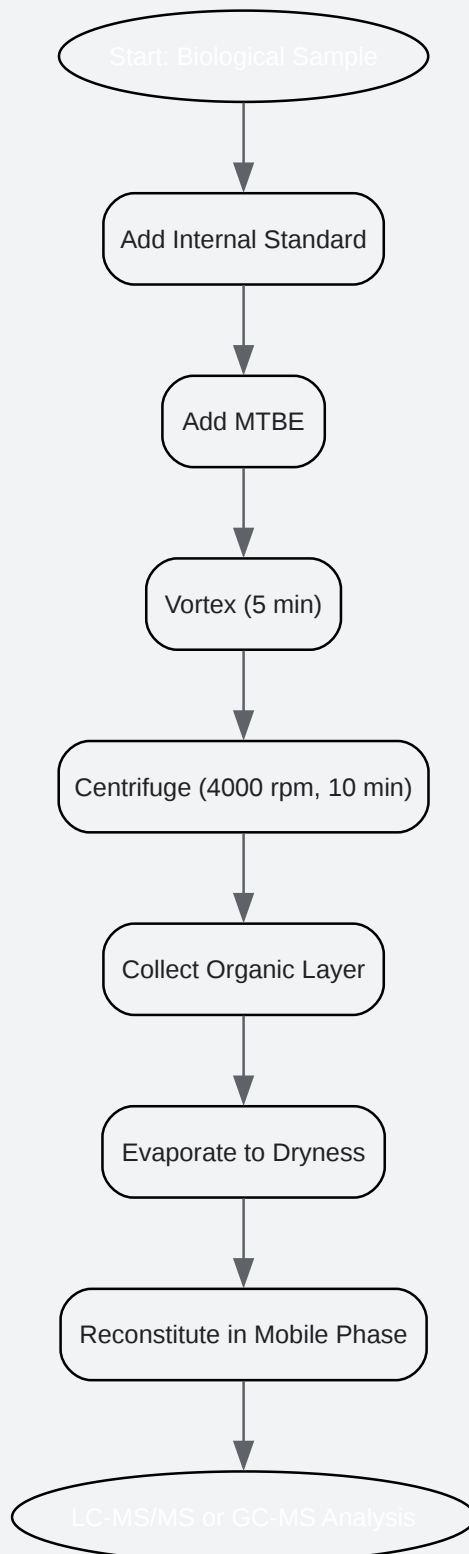 Start: Biological Sample
Add Internal Standard
Add MTBE
Vortex (5 min)
Centrifuge (4000 rpm, 10 min)
Collect Organic Layer
Evaporate to Dryness
Reconstitute in Mobile Phase
LC-MS/MS or GC-MS Analysis